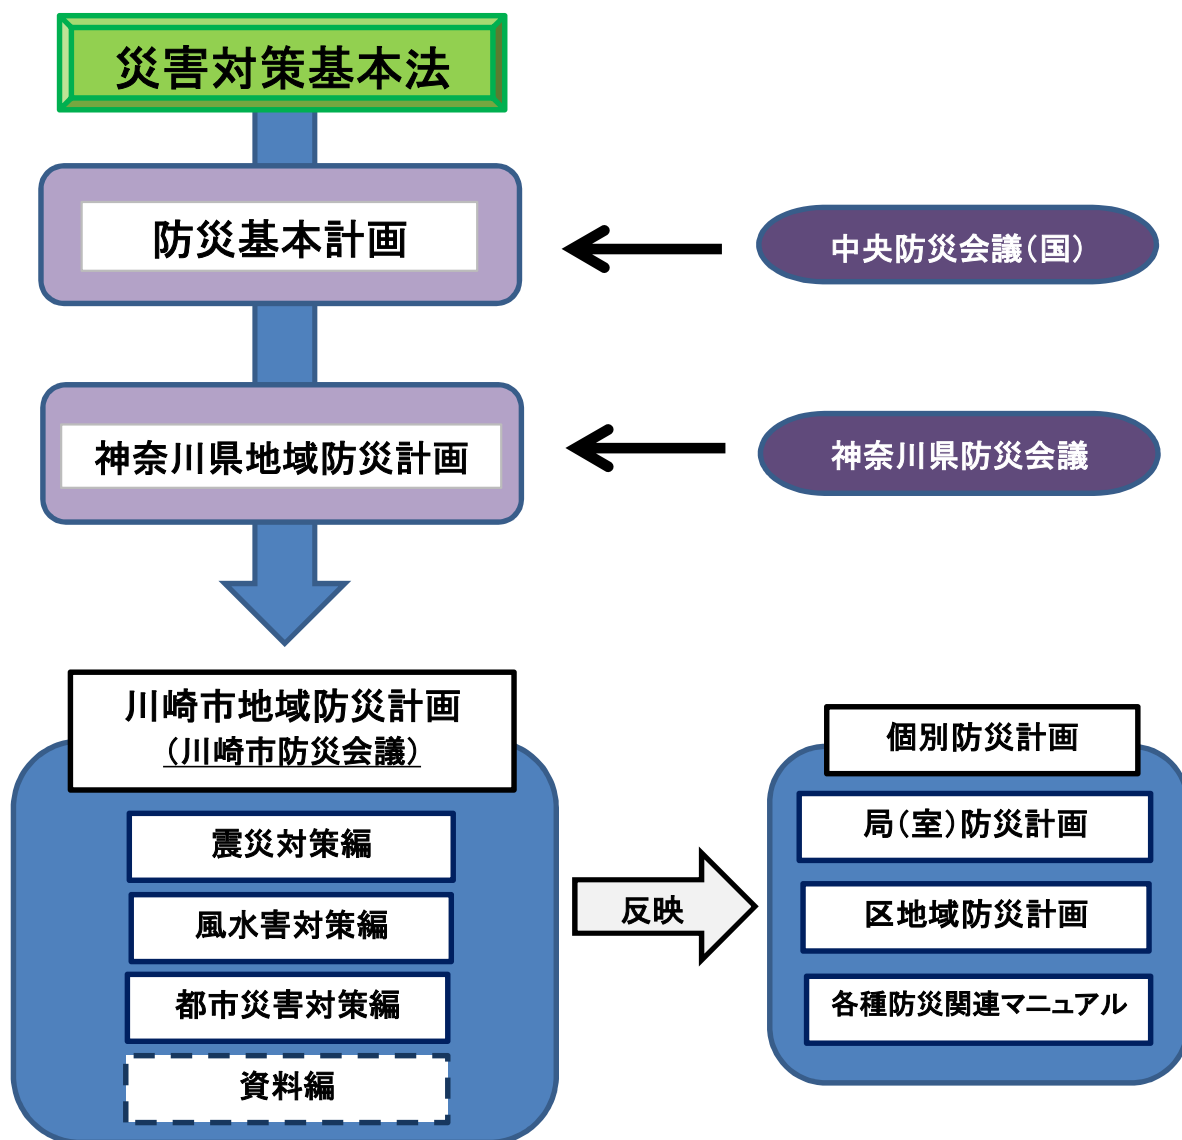 災害対策基本法
防災基本計画
中央防災会議(国)
神奈川県地域防災計画
神奈川県防災会議
川崎市地域防災計画
(川崎市防災会議)
震災対策編
風水害対策編
都市災害対策編
資料編
反映
個別防災計画
局(室)防災計画
区地域防災計画
各種防災関連マニュアル